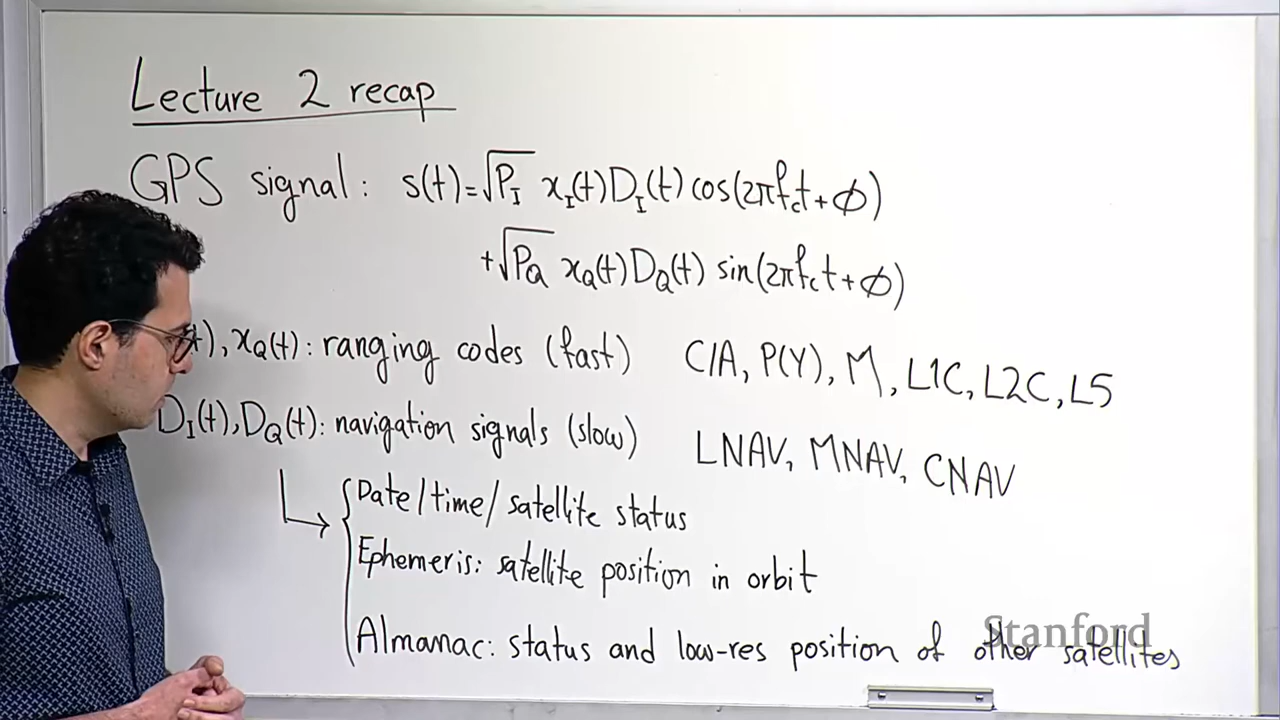 Lecture 2 recap
GPS signal: s(t)=√P_I x_I(t)D_I(t)cos(2πf_ct+ϕ)
+√P_Q x_Q(t)D_Q(t) sin(2πf_ct+ϕ)
t),x_Q(t): ranging codes (fast) C/A, P(Y), M, L1C, L2C, L5
D_I(t),D_Q(t): navigation signals (slow) LNAV, MNAV, CNAV
Date/time/satellite status
Ephemeris: satellite position in orbit
Almanac: status and low-res position of other satellites
Stanford